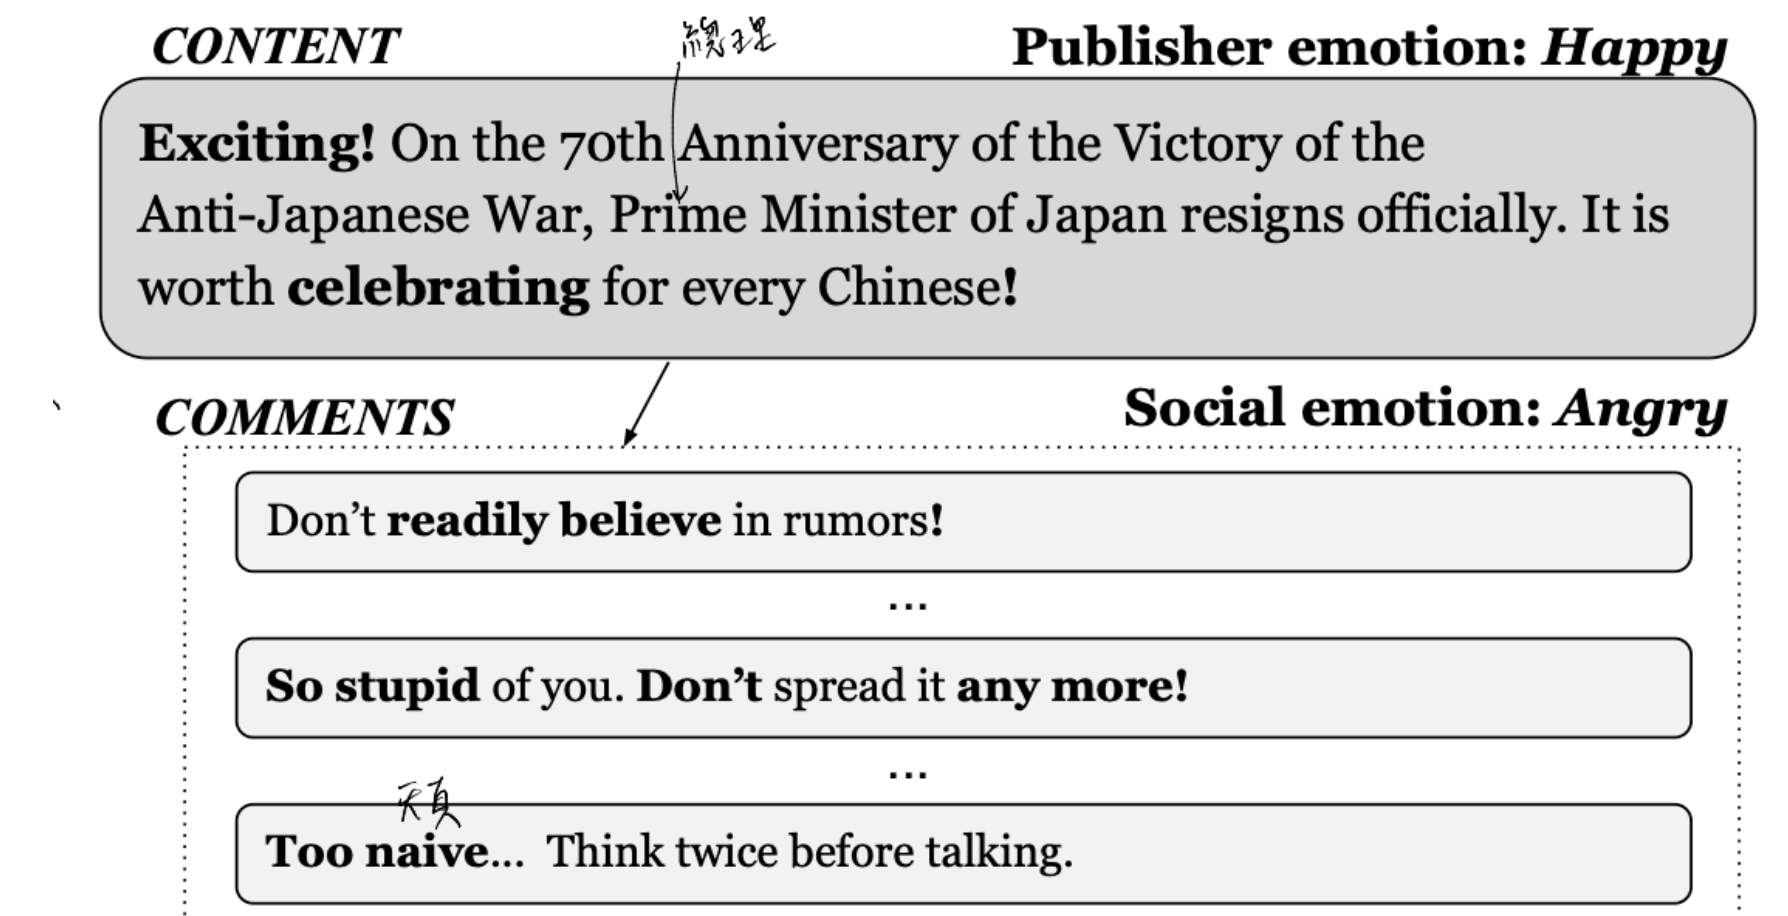 總理
CONTENT
Publisher emotion: Happy
Exciting! On the 70th Anniversary of the Victory of the
Anti-Japanese War, Prime Minister of Japan resigns officially. It is
worth celebrating for every Chinese!
COMMENTS
Social emotion: Angry
Don’t readily believe in rumors!
...
So stupid of you. Don’t spread it any more!
...
天真
Too naive... Think twice before talking.